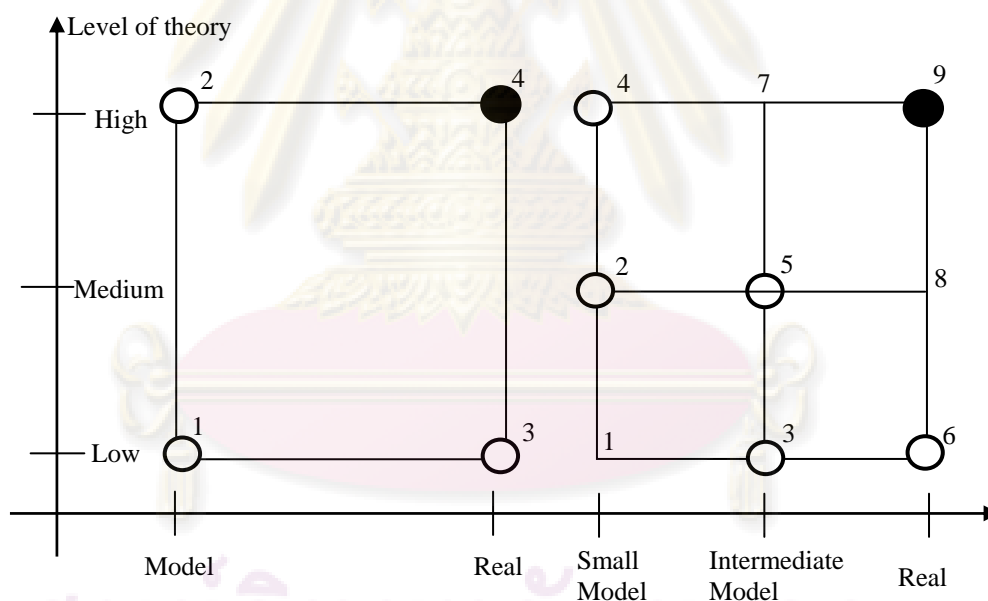 Level of theory
2
4
4
7
9
High
2
5
8
Medium
1
3
1
3
6
Low
Model
Real
Small
Model
Intermediate
Model
Real